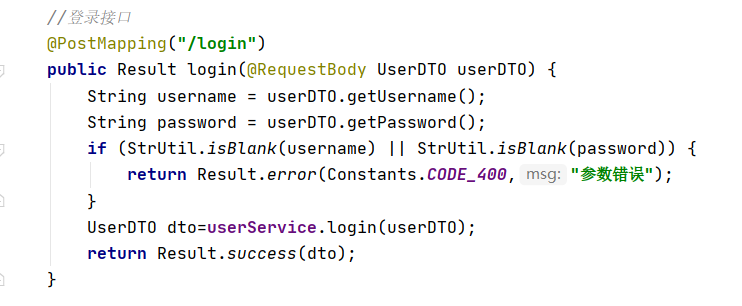 //登录接口
@PostMapping("/login")
public Result login(@RequestBody UserDTO userDTO) {
    String username = userDTO.getUsername();
    String password = userDTO.getPassword();
    if (StrUtil.isBlank(username) || StrUtil.isBlank(password)) {
        return Result.error(Constants.CODE_400, msg: "参数错误");
    }
    UserDTO dto=userService.login(userDTO);
    return Result.success(dto);
}